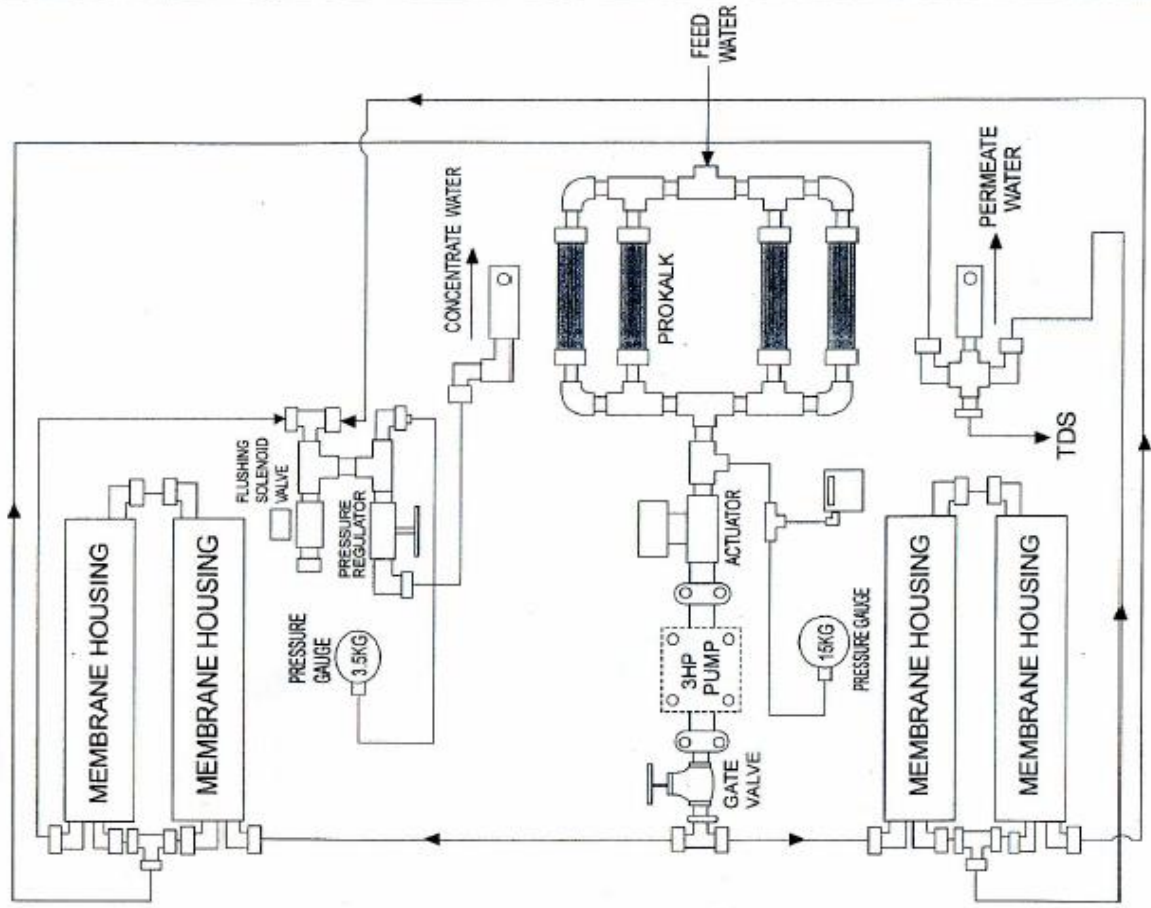 FEED
WATER
CONCENTRATE WATER
PERMEATE
WATER
PROKALK
TDS
FLUSHING
SOLENOID
VALVE
PRESSURE
REGULATOR
ACTUATOR
MEMBRANE HOUSING
MEMBRANE HOUSING
PRESSURE
GAUGE
3.5KG
3HP
PUMP
15KG
PRESSURE GAUGE
GATE
VALVE
MEMBRANE HOUSING
MEMBRANE HOUSING